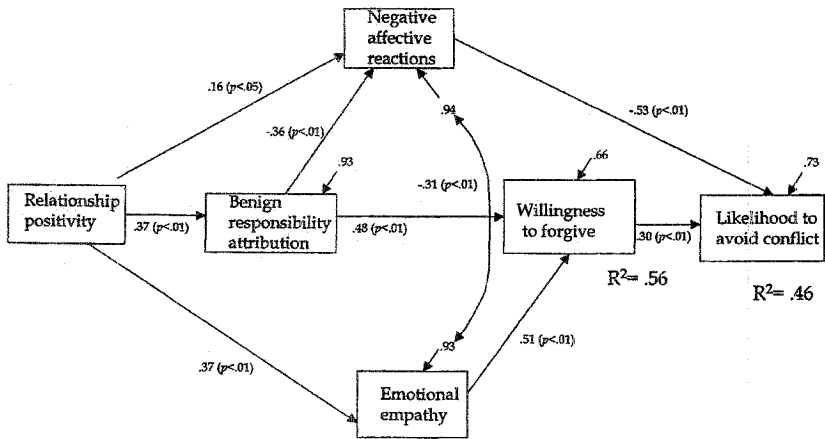 Negative
affective
reactions
.16 (p<.05)
-.36 (p<.01)
.94
-.53 (p<.01)
.93
-.31 (p<.01)
.66
.73
Relationship
positivity
.37 (p<.01)
Benign
responsibility
attribution
.48 (p<.01)
Willingness
to forgive
.30 (p<.01)
Likelihood to
avoid conflict
R²= .56
R²= .46
.37 (p<.01)
.93
.51 (p<.01)
Emotional
empathy